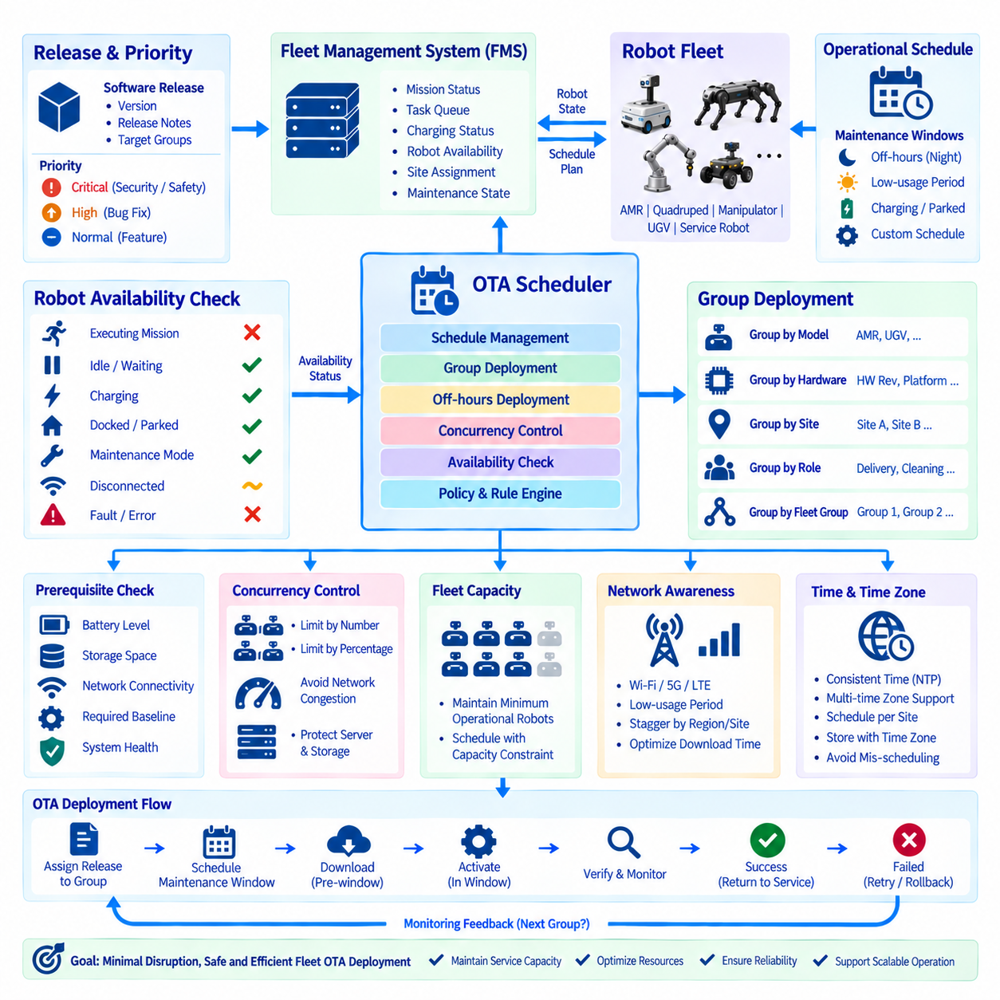 Release & Priority
Software Release
• Version
• Release Notes
• Target Groups
Priority
Critical (Security / Safety)
High (Bug Fix)
Normal (Feature)
Fleet Management System (FMS)
• Mission Status
• Task Queue
• Charging Status
• Robot Availability
• Site Assignment
• Maintenance State
Robot
State
Schedule
Plan
Robot Fleet
AMR | Quadruped | Manipulator |
UGV | Service Robot
Operational Schedule
Maintenance Windows
Off-hours (Night)
Low-usage Period
Charging / Parked
Custom Schedule
Robot Availability Check
Executing Mission
Idle / Waiting
Charging
Docked / Parked
Maintenance Mode
Disconnected
Fault / Error
Availability
Status
OTA Scheduler
Schedule Management
Group Deployment
Off-hours Deployment
Concurrency Control
Availability Check
Policy & Rule Engine
Group Deployment
Group by Model AMR, UGV, ...
Group by Hardware HW Rev, Platform ...
Group by Site Site A, Site B ...
Group by Role Delivery, Cleaning ...
Group by Fleet Group Group 1, Group 2 ...
Prerequisiite Check
Battery Level
Storage Space
Network Connectivity
Required Baseline
System Health
Concurrency Control
• Limit by Number
• Limit by Percentage
Avoid Network
Congestion
• Protect Server
& Storage
Fleet Capacity
• Maintain Minimum
Operational Robots
• Schedule with
Capacity Constraint
Network Awareness
• Wi-Fi / 5G / LTE
• Low-usage Period
• Stagger by Region/Site
• Optimize Download Time
Time & Time Zone
• Consistent Time (NTP)
• Multi-time Zone Support
• Schedule per Site
• Store with Time Zone
• Avoid Mis-scheduling
OTA Deployment Flow
Assign Release
to Group
Schedule
Maintenance Window
Download
(Pre-window)
Activate
(In Window)
Verify & Monitor
Success
(Return to Service)
Failed
(Retry / Rollback)
Monitoring Feedback (Next Group?)
Goal: Minimal Disruption, Safe and Efficient Fleet OTA Deployment
Maintain Service Capacity
Optimize Resources
Ensure Reliability
Support Scalable Operation